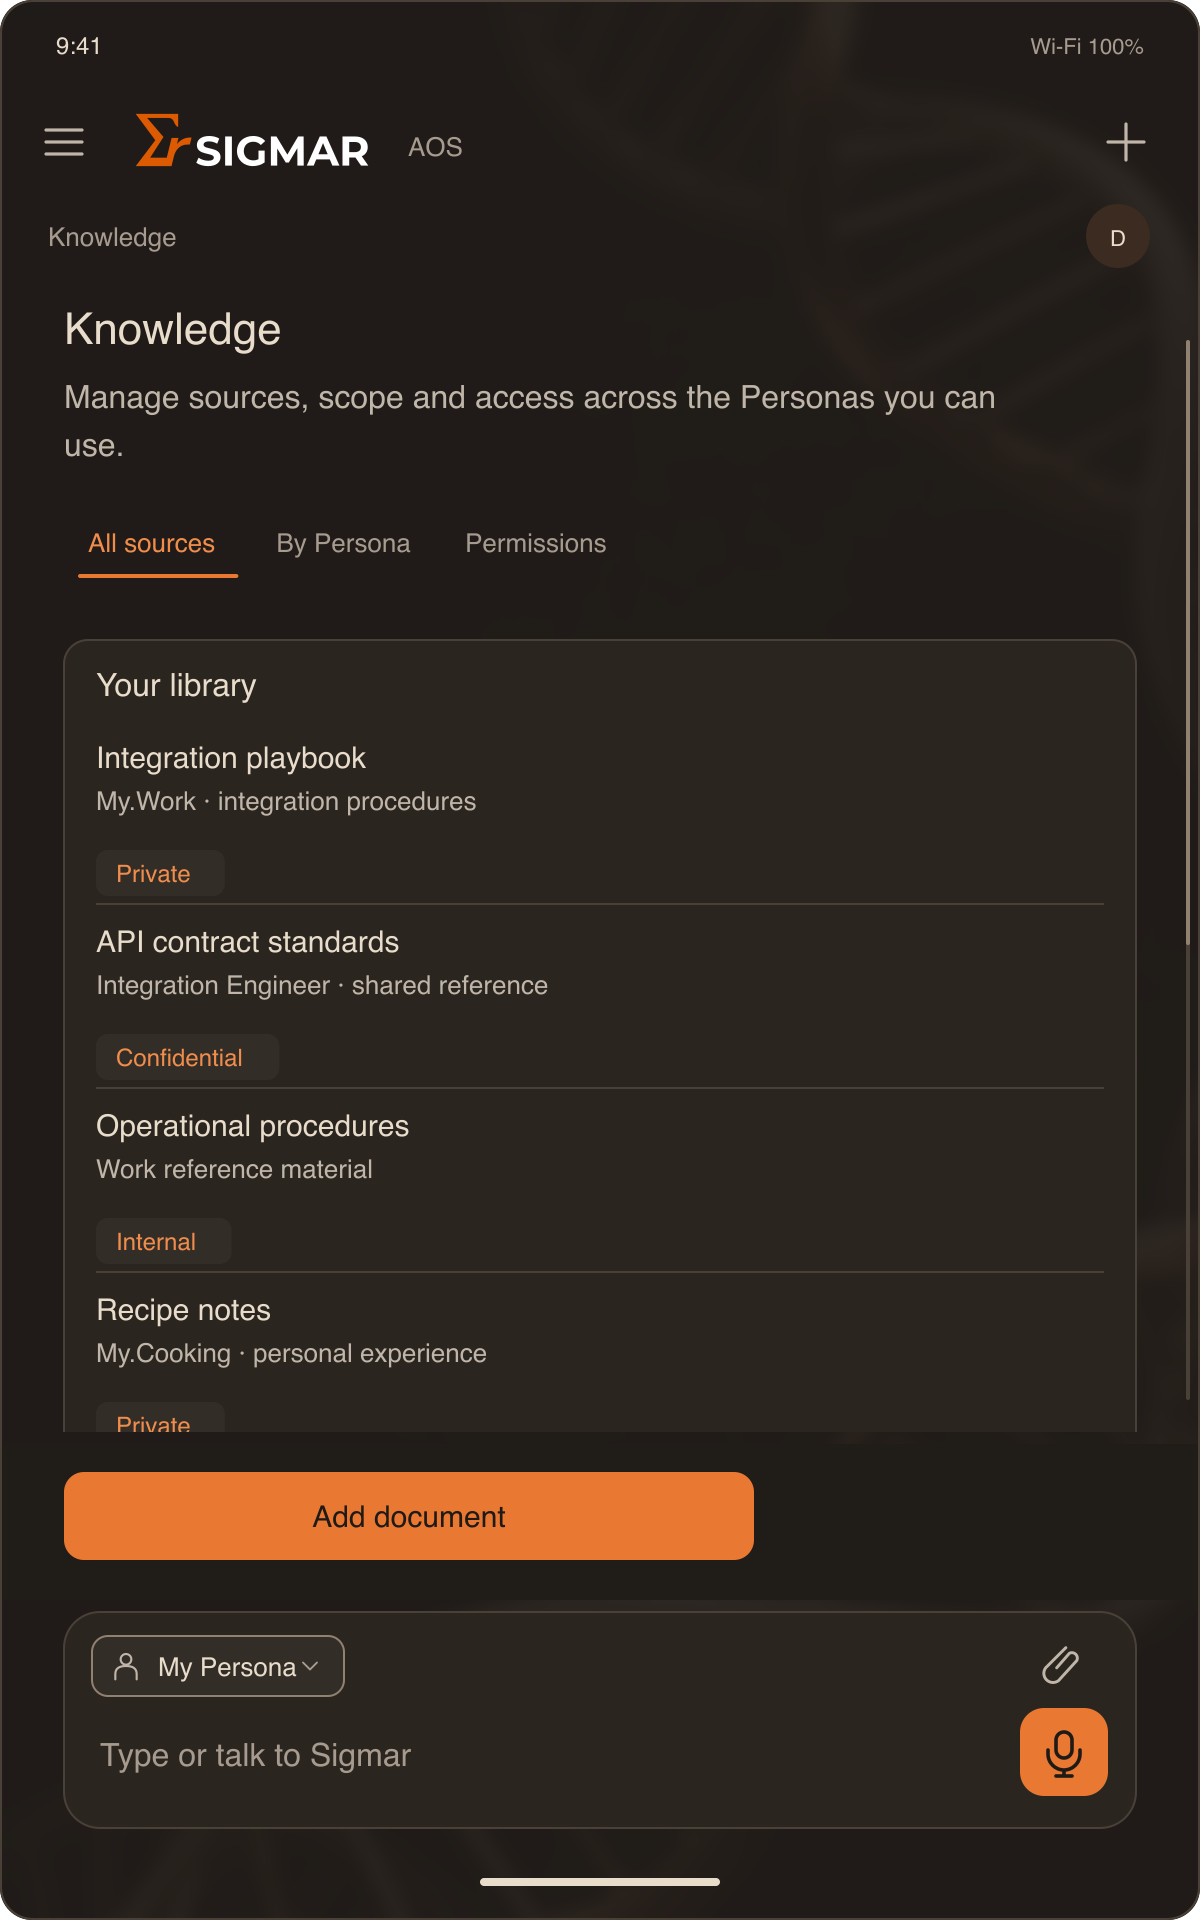 9:41
Wi-Fi 100%
Σr SIGMAR AOS
Knowledge
D
Knowledge
Manage sources, scope and access across the Personas you can
use.
All sources
By Persona
Permissions
Your library
Integration playbook
My.Work · integration procedures
Private
API contract standards
Integration Engineer · shared reference
Confidential
Operational procedures
Work reference material
Internal
Recipe notes
My.Cooking · personal experience
Private
Add document
My Persona
Type or talk to Sigmar